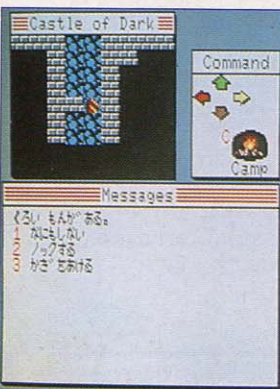 Castle of Dark
Command
C
Camp
Messages
くろい もんが ある。
1 なにもしない
2 ノックする
3 かぎをあける